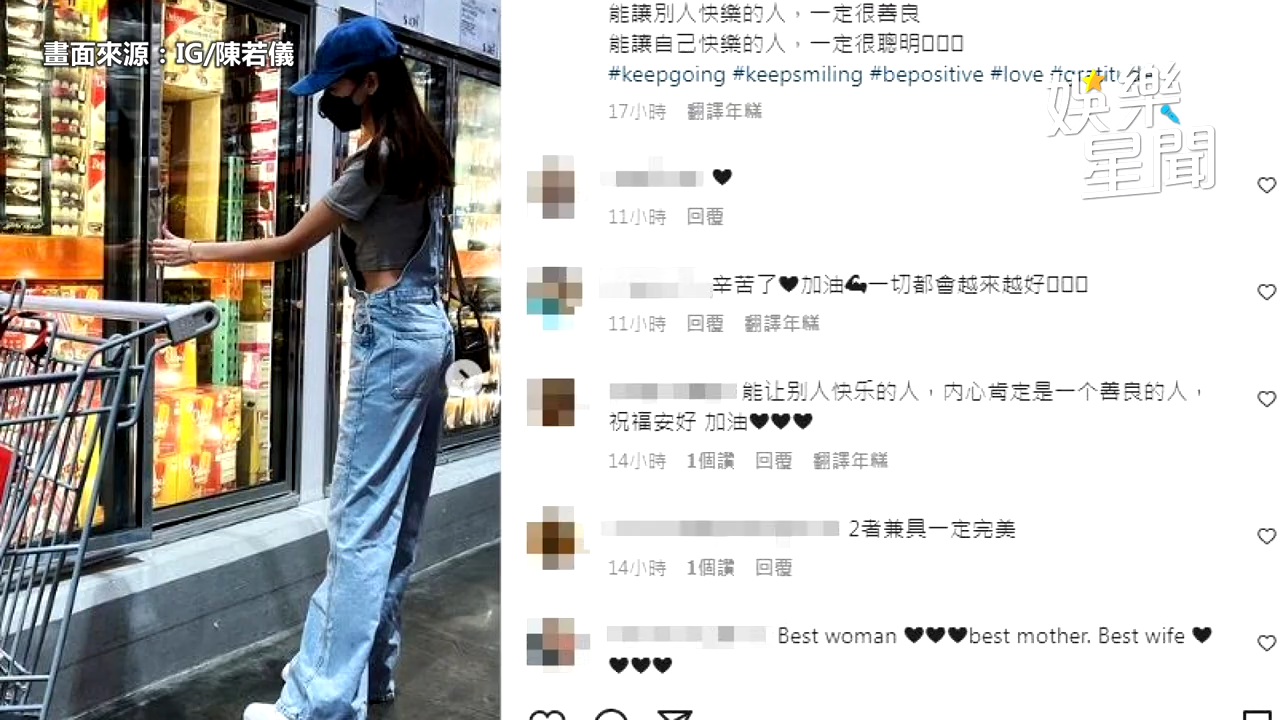 畫面來源：IG/陳若儀
能讓別人快樂的人，一定很善良
能讓自己快樂的人，一定很聰明
#keepgoing #keepsmiling #bepositive #love
娛樂
星聞
17小時 翻譯年糕
♥
11小時 回覆
辛苦了♥加油💪一切都會越來越好
11小時 回覆 翻譯年糕
能让别人快乐的人，内心肯定是一个善良的人，
祝福安好 加油♥♥♥
14小時 1個讚 回覆 翻譯年糕
2者兼具一定完美
14小時 1個讚 回覆
Best woman ♥♥♥best mother. Best wife ♥
♥♥♥